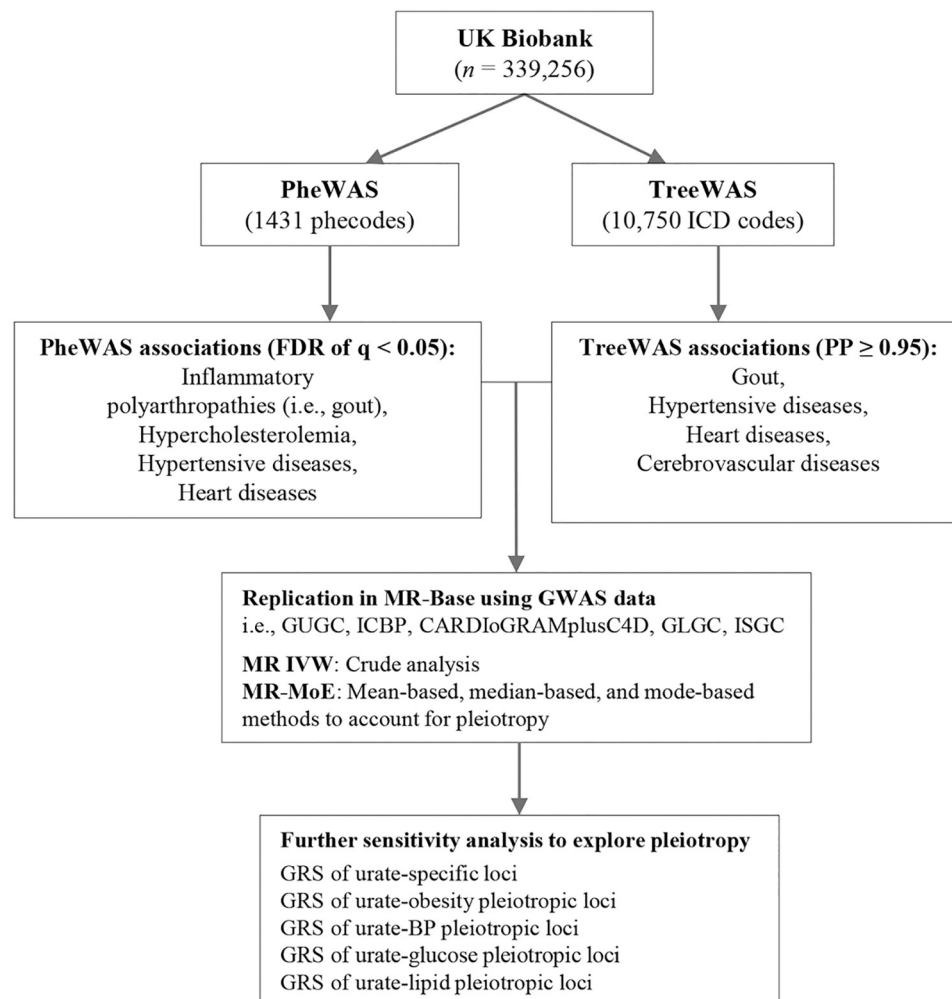 UK Biobank
(n = 339,256)
PheWAS
(1431 phecodes)
TreeWAS
(10,750 ICD codes)
PheWAS associations (FDR of q < 0.05):
Inflammatory
polyarthropathies (i.e., gout),
Hypercholesterolemia,
Hypertensive diseases,
Heart diseases
TreeWAS associations (PP ≥ 0.95):
Gout,
Hypertensive diseases,
Heart diseases,
Cerebrovascular diseases
Replication in MR-Base using GWAS data
i.e., GUGC, ICBP, CARDIoGRAMplusC4D, GLGC, ISGC
MR IVW: Crude analysis
MR-MoE: Mean-based, median-based, and mode-based
methods to account for pleiotropy
Further sensitivity analysis to explore pleiotropy
GRS of urate-specific loci
GRS of urate-obesity pleiotropic loci
GRS of urate-BP pleiotropic loci
GRS of urate-glucose pleiotropic loci
GRS of urate-lipid pleiotropic loci